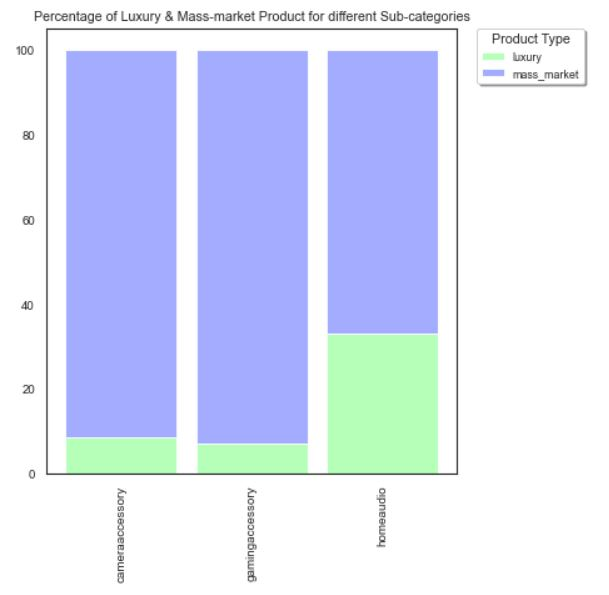 Percentage of Luxury & Mass-market Product for different Sub-categories
Product Type
luxury
mass_market
100
80
60
40
20
0
cameraaccessory
gamingaccessory
homeaudio